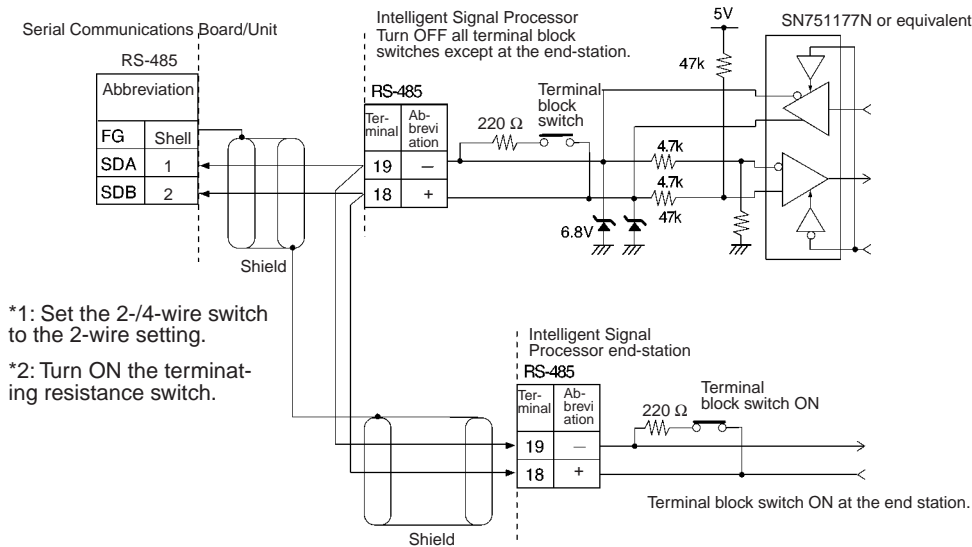 Serial Communications Board/Unit
RS-485
Abbreviation
FG Shell
SDA 1
SDB 2
Shield
Intelligent Signal Processor
Turn OFF all terminal block
switches except at the end-station.
RS-485
Ter-
minal
Ab-
brevi
ation
19 –
18 +
220 Ω
Terminal
block
switch
5V
47k
4.7k
4.7k
47k
6.8V
SN751177N or equivalent
*1: Set the 2-/4-wire switch
to the 2-wire setting.
*2: Turn ON the terminat-
ing resistance switch.
Intelligent Signal
Processor end-station
RS-485
Ter-
minal
Ab-
brevi
ation
19 –
18 +
220 Ω
Terminal
block switch ON
Terminal block switch ON at the end station.
Shield